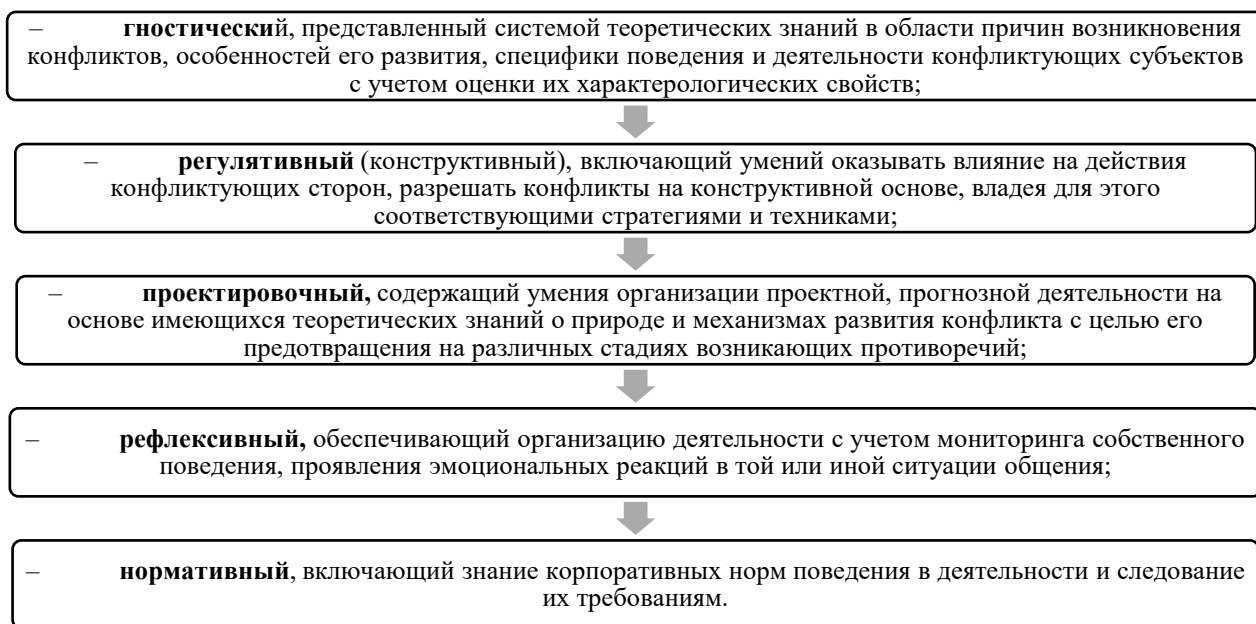 – гностический, представленный системой теоретических знаний в области причин возникновения
конфликтов, особенностей его развития, специфики поведения и деятельности конфликтующих субъектов
с учетом оценки их характерологических свойств;
– регулятивный (конструктивный), включающий умений оказывать влияние на действия
конфликтующих сторон, разрешать конфликты на конструктивной основе, владея для этого
соответствующими стратегиями и техниками;
– проектировочный, содержащий умения организации проектной, прогнозной деятельности на
основе имеющихся теоретических знаний о природе и механизмах развития конфликта с целью его
предотвращения на различных стадиях возникающих противоречий;
– рефлексивный, обеспечивающий организацию деятельности с учетом мониторинга собственного
поведения, проявления эмоциональных реакций в той или иной ситуации общения;
– нормативный, включающий знание корпоративных норм поведения в деятельности и следование
их требованиям.